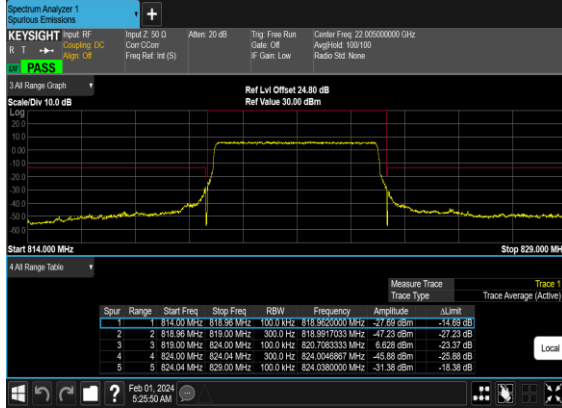 Spectrum Analyzer 1
Spurious Emissions
KEYSIGHT Input: RF Input Z: 50 Ω Atten: 20 dB Trig: Free Run Center Freq: 22.005000000 GHz
R T Coupling: DC Corr CCorr Gate: Off Avg|Hold: 100/100
Align: Off Freq Ref: Int (S) IF Gain: Low Radio Std: None
PASS
3 All Range Graph Ref Lvl Offset 24.80 dB
Scale/Div 10.0 dB Ref Value 30.00 dBm
Log
20.0
10.0
0.00
-10.0
-20.0
-30.0
-40.0
-50.0
-60.0
Start 814.000 MHz Stop 829.000 MH
4 All Range Table
Measure Trace Trace 1
Trace Type Trace Average (Active)
Spur Range Start Freq Stop Freq RBW Frequency Amplitude ΔLimit
1 1 814.00 MHz 818.96 MHz 100.0 kHz 818.9620000 MHz -27.69 dBm -14.69 dB
2 2 818.96 MHz 819.00 MHz 300.0 Hz 818.9917033 MHz -47.23 dBm -27.23 dB
3 3 819.00 MHz 824.00 MHz 100.0 kHz 820.7083333 MHz 6.628 dBm -23.37 dB
4 4 824.00 MHz 824.04 MHz 300.0 Hz 824.0046867 MHz -45.88 dBm -25.88 dB
5 5 824.04 MHz 829.00 MHz 100.0 kHz 824.0380000 MHz -31.38 dBm -18.38 dB
Local
Feb 01, 2024
5:25:50 AM